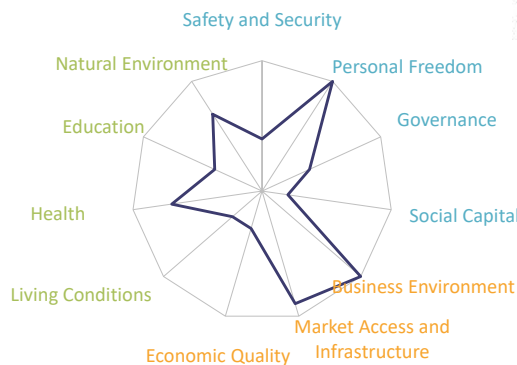 Safety and Security
Natural Environment
Personal Freedom
Education
Governance
Health
Social Capital
Living Conditions
Business Environment
Market Access and
Infrastructure
Economic Quality